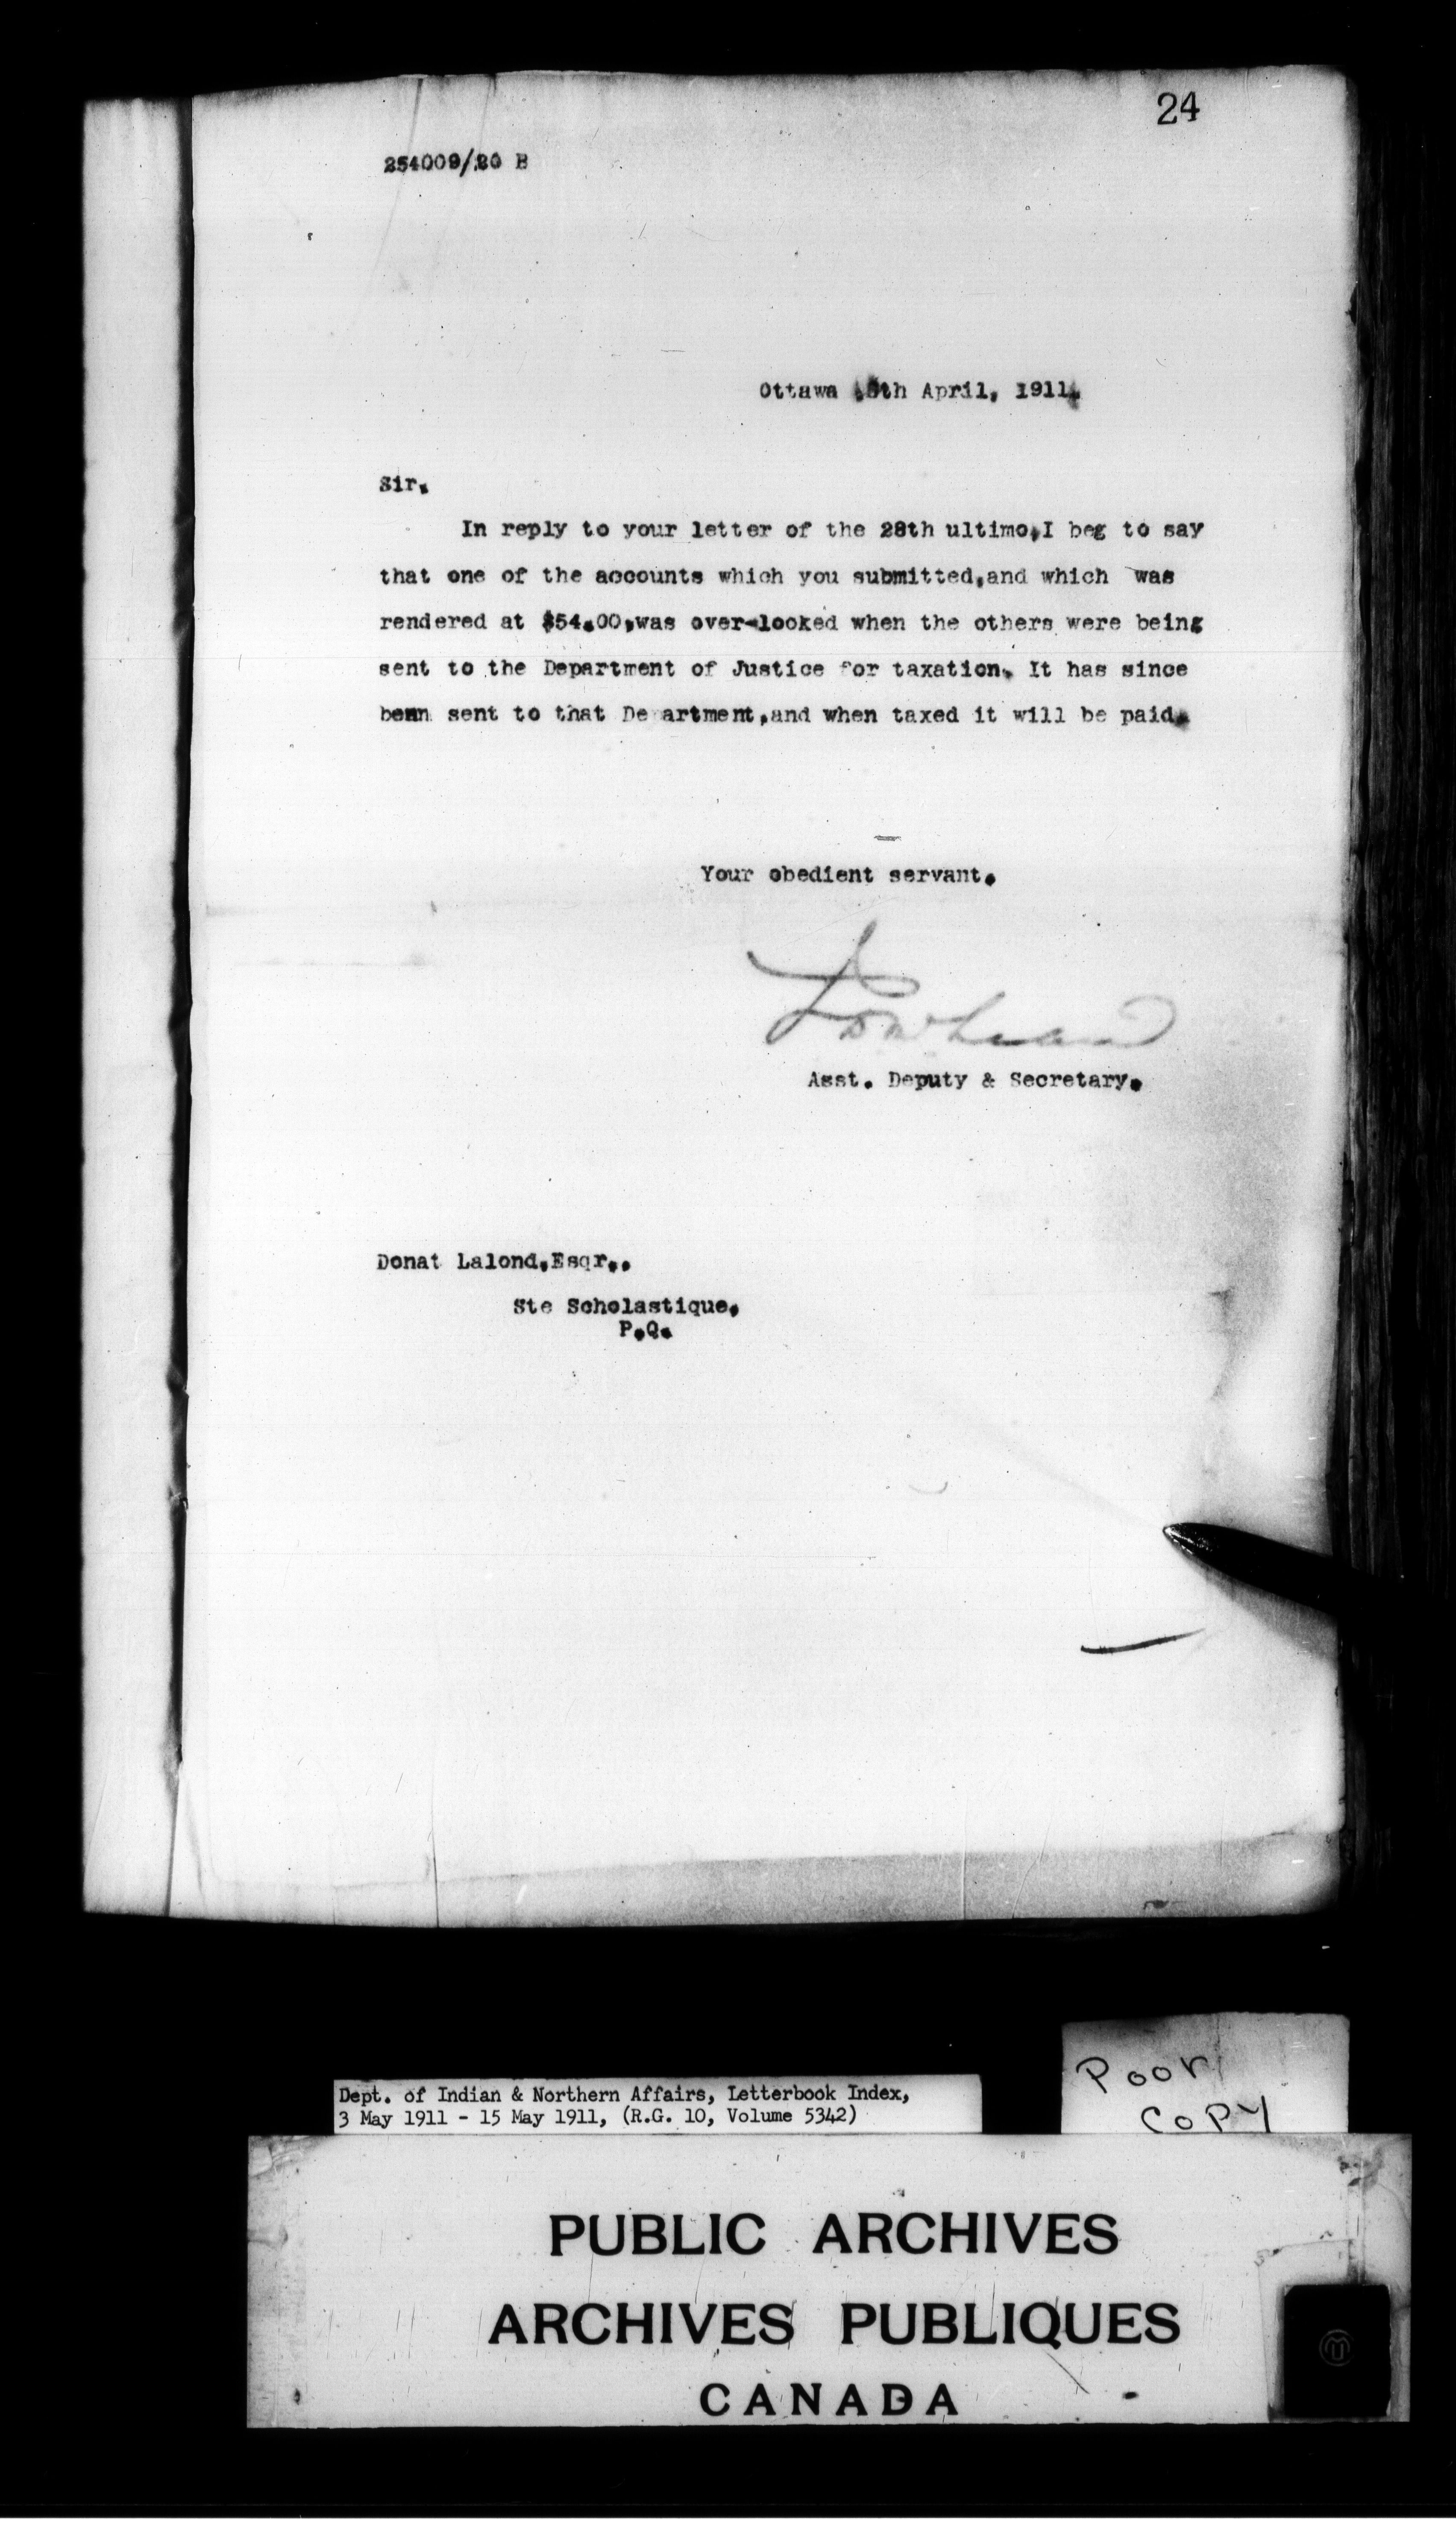 24
254009/20 B
Ottawa th April, 1911.
Sir.
In reply to your letter of the 28th ultimo,I beg to say
that one of the accounts which you submitted,and which was
rendered at $54.00,was over-looked when the others were being
sent to the Department of Justice for taxation. It has since
been sent to that De artment,and when taxed it will be paid.
Your obedient servant.
Asst. Deputy & Secretary.
Donat Lalond,Esqr..
Ste Scholastique,
P.Q.
Poor
COPY
Dept. of Indian & Northern Affairs, Letterbook Index,
3 May 1911 - 15 May 1911, (R.G. 10, Volume 5342)
PUBLIC ARCHIVES
ARCHIVES PUBLIQUES
CANADA